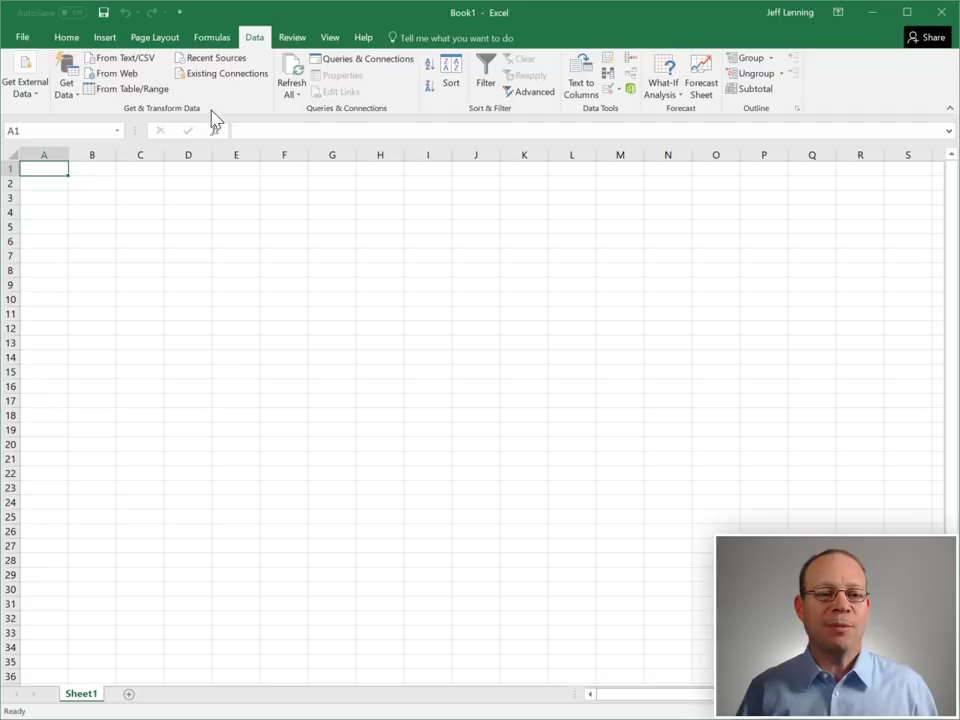 AutoSave Off
Book1 - Excel
Jeff Lenning
File Home Insert Page Layout Formulas Data Review View Help Tell me what you want to do Share
Get External Data
Get Data
From Text/CSV
From Web
From Table/Range
Recent Sources
Existing Connections
Get & Transform Data
Refresh All
Queries & Connections
Properties
Edit Links
Queries & Connections
Sort
Filter
Clear
Reapply
Advanced
Sort & Filter
Text to Columns
Data Tools
What-If Analysis
Forecast Sheet
Forecast
Group
Ungroup
Subtotal
Outline
A1
fx
A B C D E F G H I J K L M N O P Q R S
1
2
3
4
5
6
7
8
9
10
11
12
13
14
15
16
17
18
19
20
21
22
23
24
25
26
27
28
29
30
31
32
33
34
35
36
Sheet1
Ready